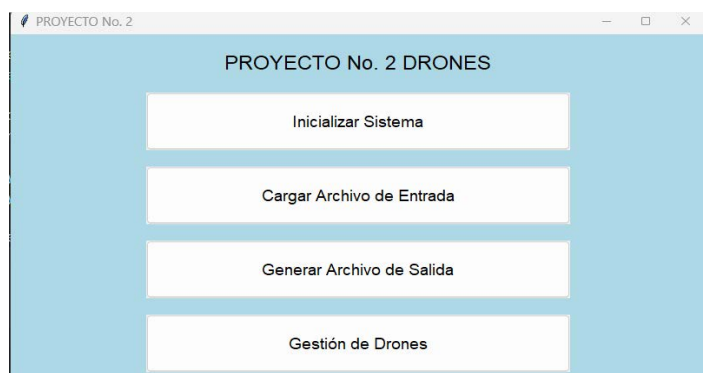 PROYECTO No. 2
PROYECTO No. 2 DRONES
Inicializar Sistema
Cargar Archivo de Entrada
Generar Archivo de Salida
Gestión de Drones